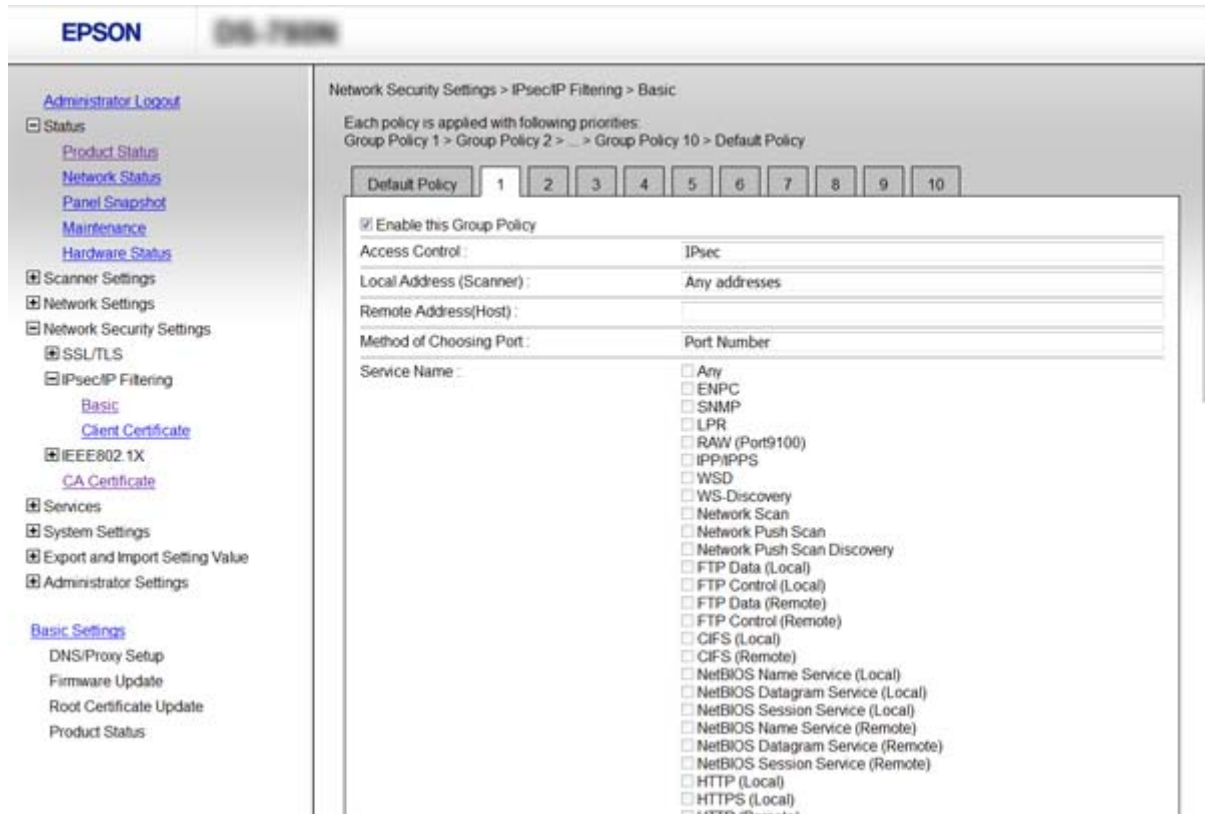 EPSON
Administrator Logout
Status
Product Status
Network Status
Panel Snapshot
Maintenance
Hardware Status
Scanner Settings
Network Settings
Network Security Settings
SSL/TLS
IPsec/IP Filtering
Basic
Client Certificate
IEEE802.1X
CA Certificate
Services
System Settings
Export and Import Setting Value
Administrator Settings
Basic Settings
DNS/Proxy Setup
Firmware Update
Root Certificate Update
Product Status
Network Security Settings > IPsec/IP Filtering > Basic
Each policy is applied with following priorities:
Group Policy 1 > Group Policy 2 > ... > Group Policy 10 > Default Policy
Default Policy 1 2 3 4 5 6 7 8 9 10
Enable this Group Policy
Access Control : IPsec
Local Address (Scanner) : Any addresses
Remote Address(Host) :
Method of Choosing Port : Port Number
Service Name : Any
ENPC
SNMP
LPR
RAW (Port9100)
IPP/IPPS
WSD
WS-Discovery
Network Scan
Network Push Scan
Network Push Scan Discovery
FTP Data (Local)
FTP Control (Local)
FTP Data (Remote)
FTP Control (Remote)
CIFS (Local)
CIFS (Remote)
NetBIOS Name Service (Local)
NetBIOS Datagram Service (Local)
NetBIOS Session Service (Local)
NetBIOS Name Service (Remote)
NetBIOS Datagram Service (Remote)
NetBIOS Session Service (Remote)
HTTP (Local)
HTTPS (Local)